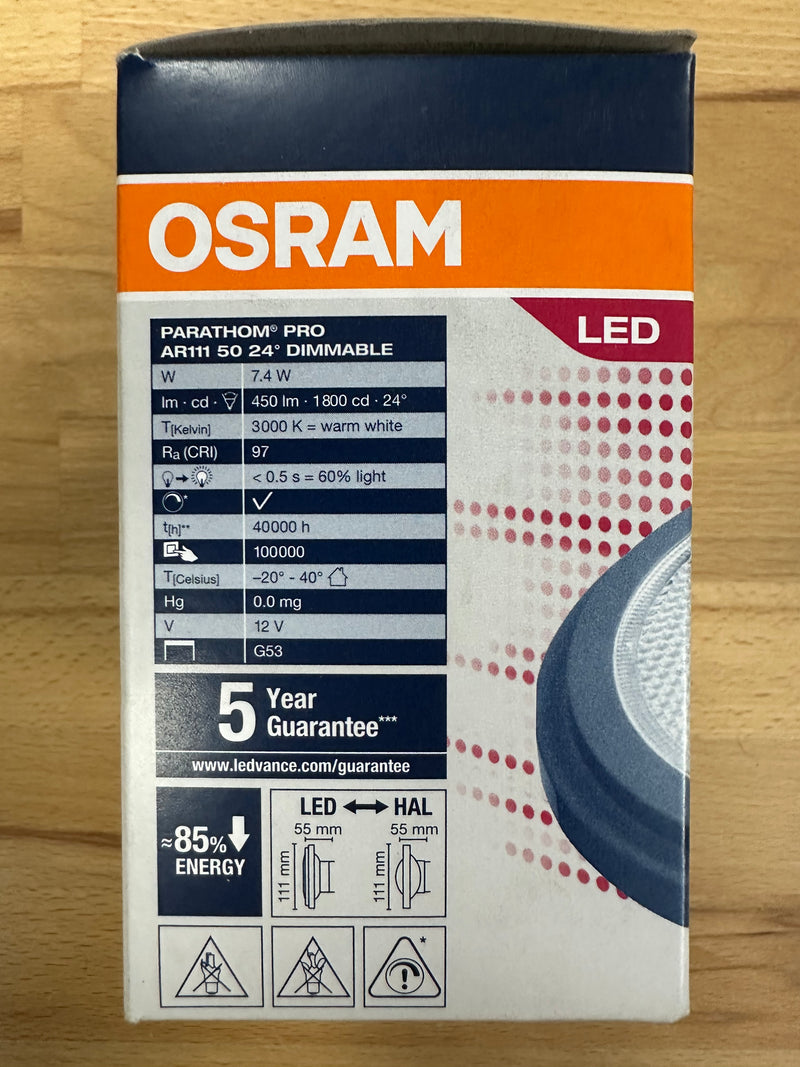 OSRAM
LED
PARATHOM® PRO
AR111 50 24° DIMMABLE
W 7.4 W
lm · cd · 450 lm · 1800 cd · 24°
T[Kelvin] 3000 K = warm white
Ra (CRI) 97
< 0.5 s = 60% light
*
t[h]** 40000 h
100000
T[Celsius] –20° - 40°
Hg 0.0 mg
V 12 V
G53
5 Year
Guarantee***
www.ledvance.com/guarantee
≈85%
ENERGY
LED ↔ HAL
55 mm 55 mm
111 mm 111 mm
*